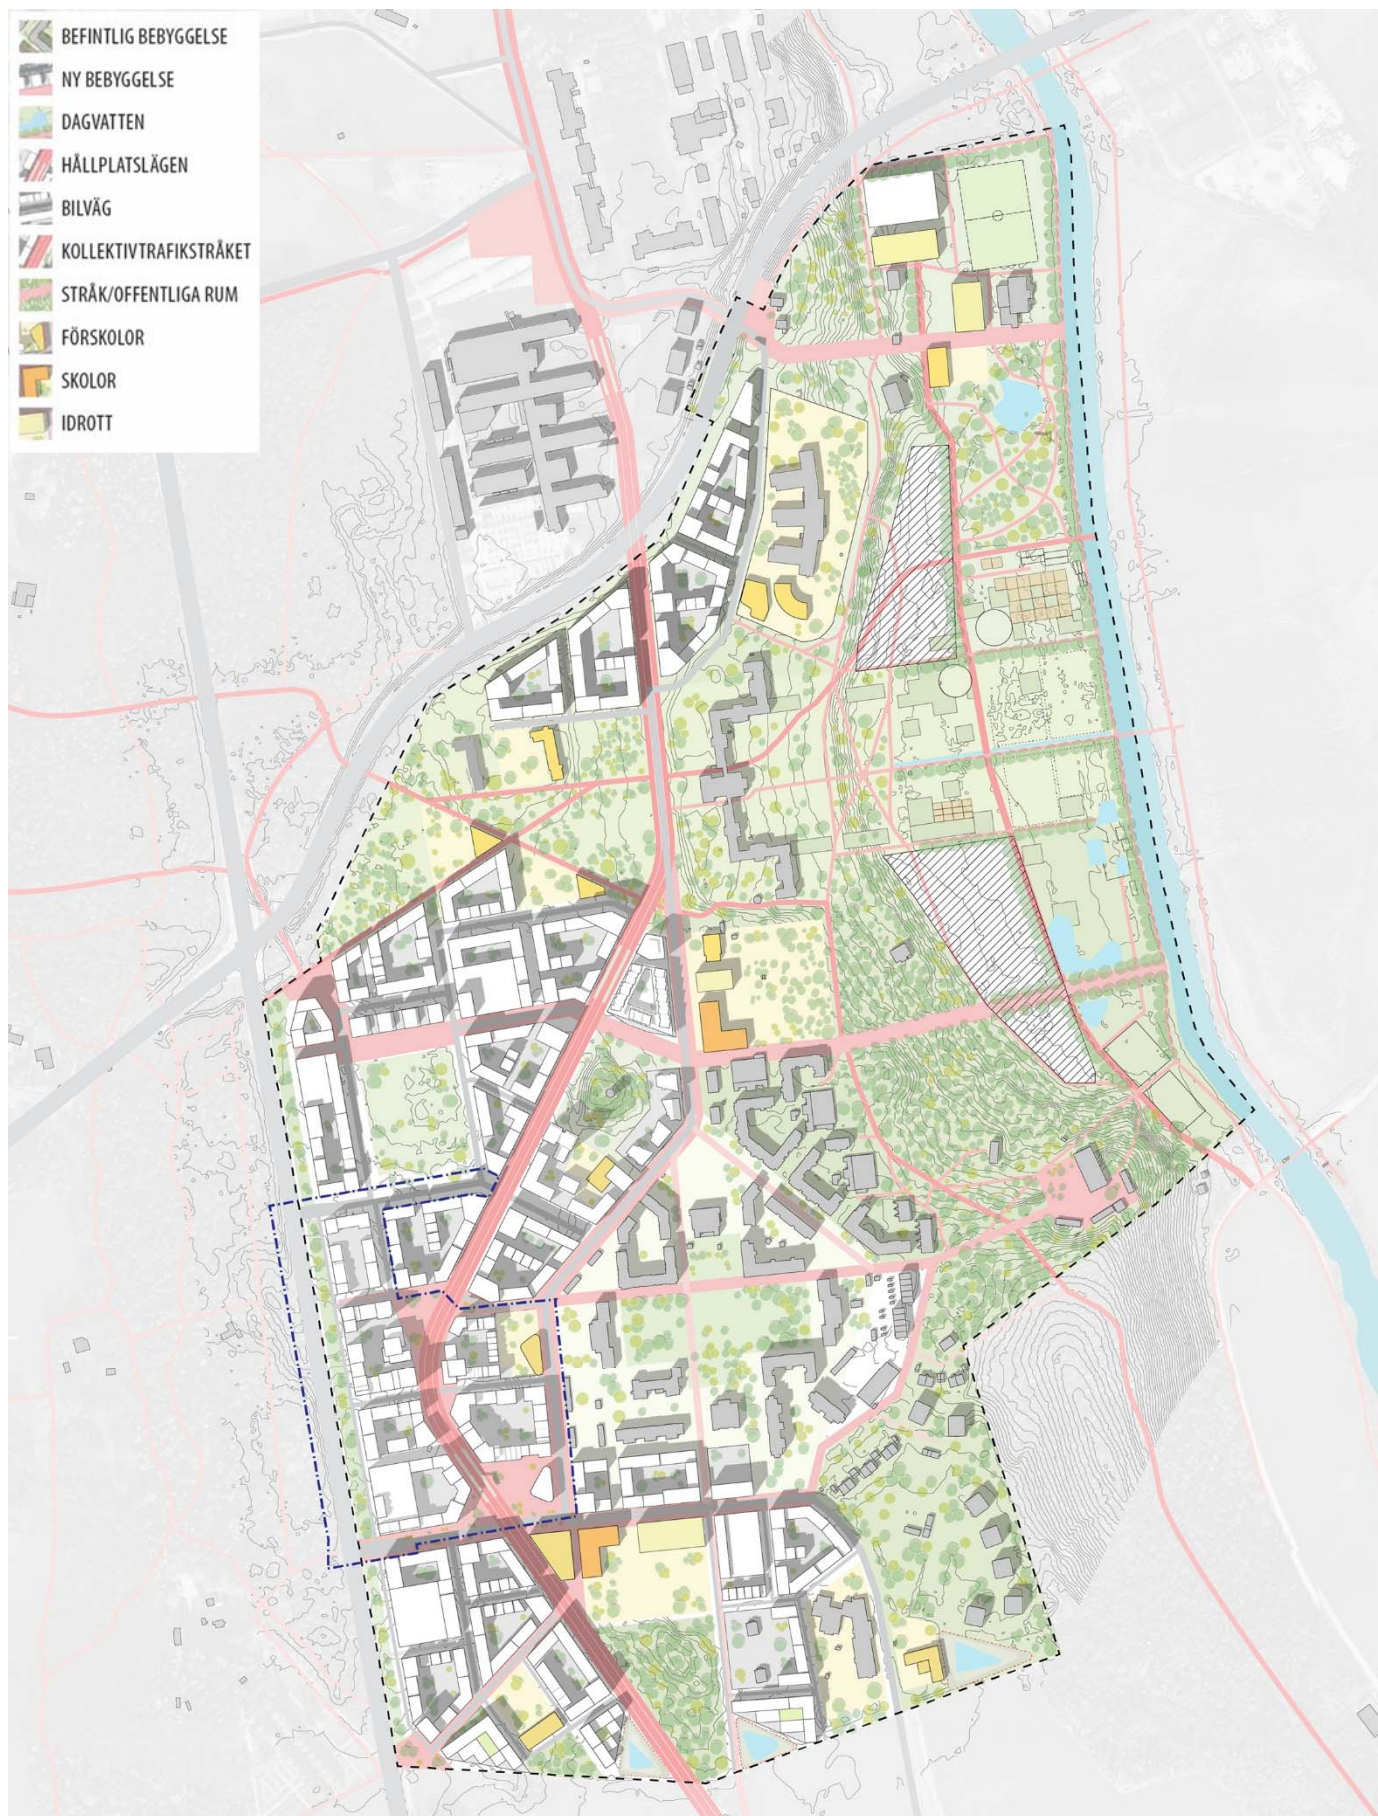 BEFINTLIG BEBYGGELSE
NY BEBYGGELSE
DAGVATTEN
HÅLLPLATSLÄGEN
BILVÄG
KOLLEKTIVTRAFIKSTRÅKET
STRÅK/OFFENTLIGA RUM
FÖRSKOLOR
SKOLOR
IDROTT